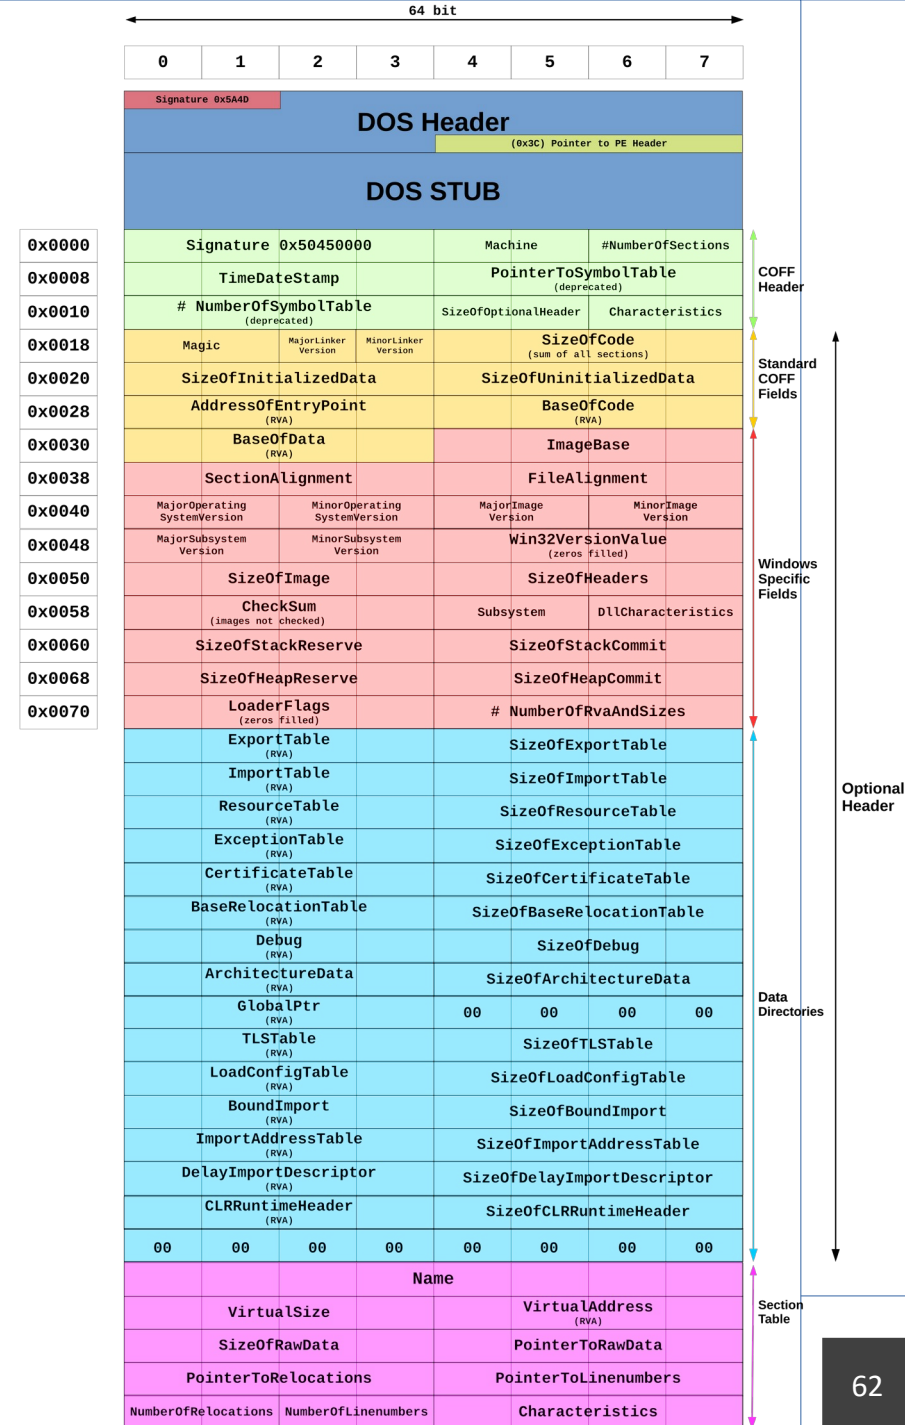 64 bit
0 1 2 3 4 5 6 7
Signature 0x5A4D
DOS Header
(0x3C) Pointer to PE Header
DOS STUB
0x0000 Signature 0x50450000 Machine #NumberOfSections
0x0008 TimeDateStamp PointerToSymbolTable
(deprecated)
COFF
Header
0x0010 # NumberOfSymbolTable SizeOfOptionalHeader Characteristics
(deprecated)
0x0018 Magic MajorLinker
Version MinorLinker
Version SizeOfCode
(sum of all sections)
0x0020 SizeOfInitializedData SizeOfUninitializedData
Standard
COFF
Fields
0x0028 AddressOfEntryPoint BaseOfCode
(RVA) (RVA)
0x0030 BaseOfData ImageBase
(RVA)
0x0038 SectionAlignment FileAlignment
0x0040 MajorOperating
SystemVersion MinorOperating
SystemVersion MajorImage
Version MinorImage
Version
0x0048 MajorSubsystem
Version MinorSubsystem
Version Win32VersionValue
(zeros filled)
0x0050 SizeOfImage SizeOfHeaders
Windows
Specific
Fields
0x0058 CheckSum Subsystem DllCharacteristics
(images not checked)
0x0060 SizeOfStackReserve SizeOfStackCommit
0x0068 SizeOfHeapReserve SizeOfHeapCommit
0x0070 LoaderFlags # NumberOfRvaAndSizes
(zeros filled)
ExportTable SizeOfExportTable
(RVA)
ImportTable SizeOfImportTable
(RVA)
Optional
Header
ResourceTable SizeOfResourceTable
(RVA)
ExceptionTable SizeOfExceptionTable
(RVA)
CertificateTable SizeOfCertificateTable
(RVA)
BaseRelocationTable SizeOfBaseRelocationTable
(RVA)
Debug SizeOfDebug
(RVA)
ArchitectureData SizeOfArchitectureData
(RVA)
GlobalPtr 00 00 00 00
(RVA)
Data
Directories
TLSTable SizeOfTLSTable
(RVA)
LoadConfigTable SizeOfLoadConfigTable
(RVA)
BoundImport SizeOfBoundImport
(RVA)
ImportAddressTable SizeOfImportAddressTable
(RVA)
DelayImportDescriptor SizeOfDelayImportDescriptor
(RVA)
CLRRuntimeHeader SizeOfCLRRuntimeHeader
(RVA)
00 00 00 00 00 00 00 00
Name
VirtualSize VirtualAddress
(RVA)
Section
Table
SizeOfRawData PointerToRawData
PointerToRelocations PointerToLinenumbers
NumberOfRelocations NumberOfLinenumbers Characteristics
62